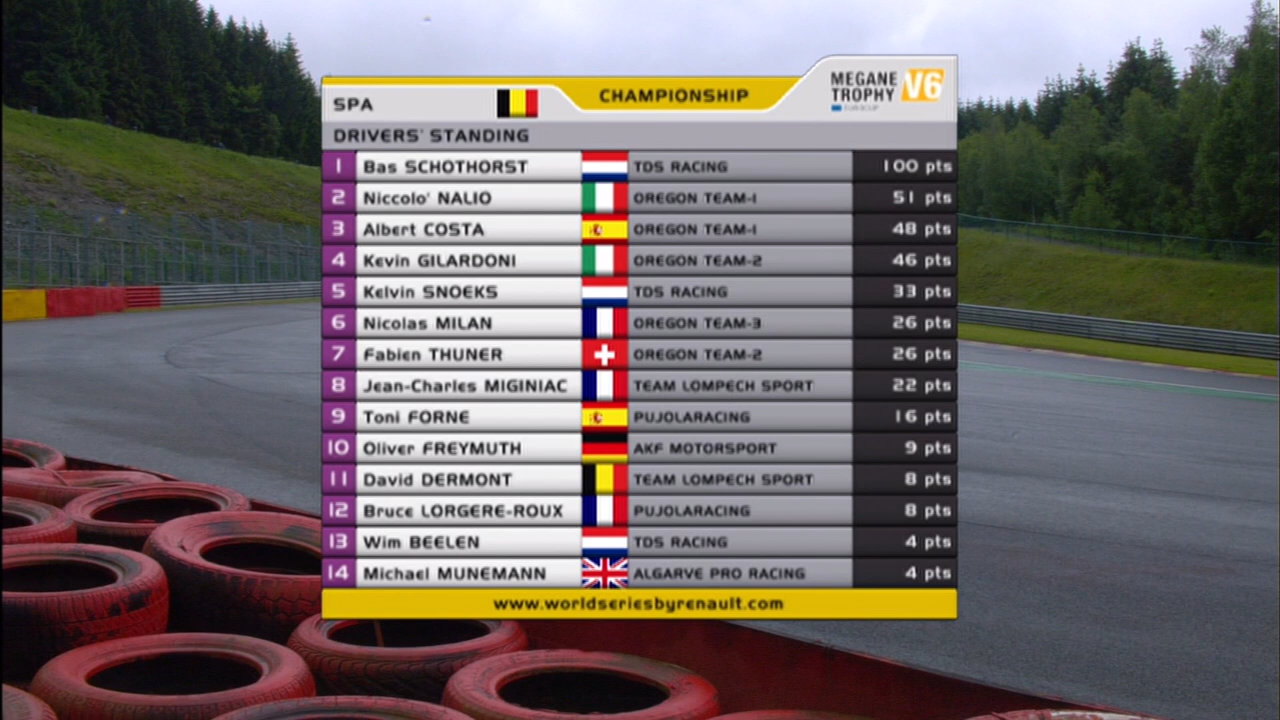 SPA
CHAMPIONSHIP
MEGANE
TROPHY V6
DRIVERS' STANDING
1 Bas SCHOTHORST TDS RACING 100 pts
2 Niccolo' NALIO OREGON TEAM-1 51 pts
3 Albert COSTA OREGON TEAM-1 48 pts
4 Kevin GILARDONI OREGON TEAM-2 46 pts
5 Kelvin SNOEKS TDS RACING 33 pts
6 Nicolas MILAN OREGON TEAM-3 26 pts
7 Fabien THUNER OREGON TEAM-2 26 pts
8 Jean-Charles MIGINIAC TEAM LOMPECH SPORT 22 pts
9 Toni FORNE PUJOLARACING 16 pts
10 Oliver FREYMUTH AKF MOTORSPORT 9 pts
11 David DERMONT TEAM LOMPECH SPORT 8 pts
12 Bruce LORGERE-ROUX PUJOLARACING 8 pts
13 Wim BEELEN TDS RACING 4 pts
14 Michael MUNEMANN ALGARVE PRO RACING 4 pts
www.worldseriesbyrenault.com